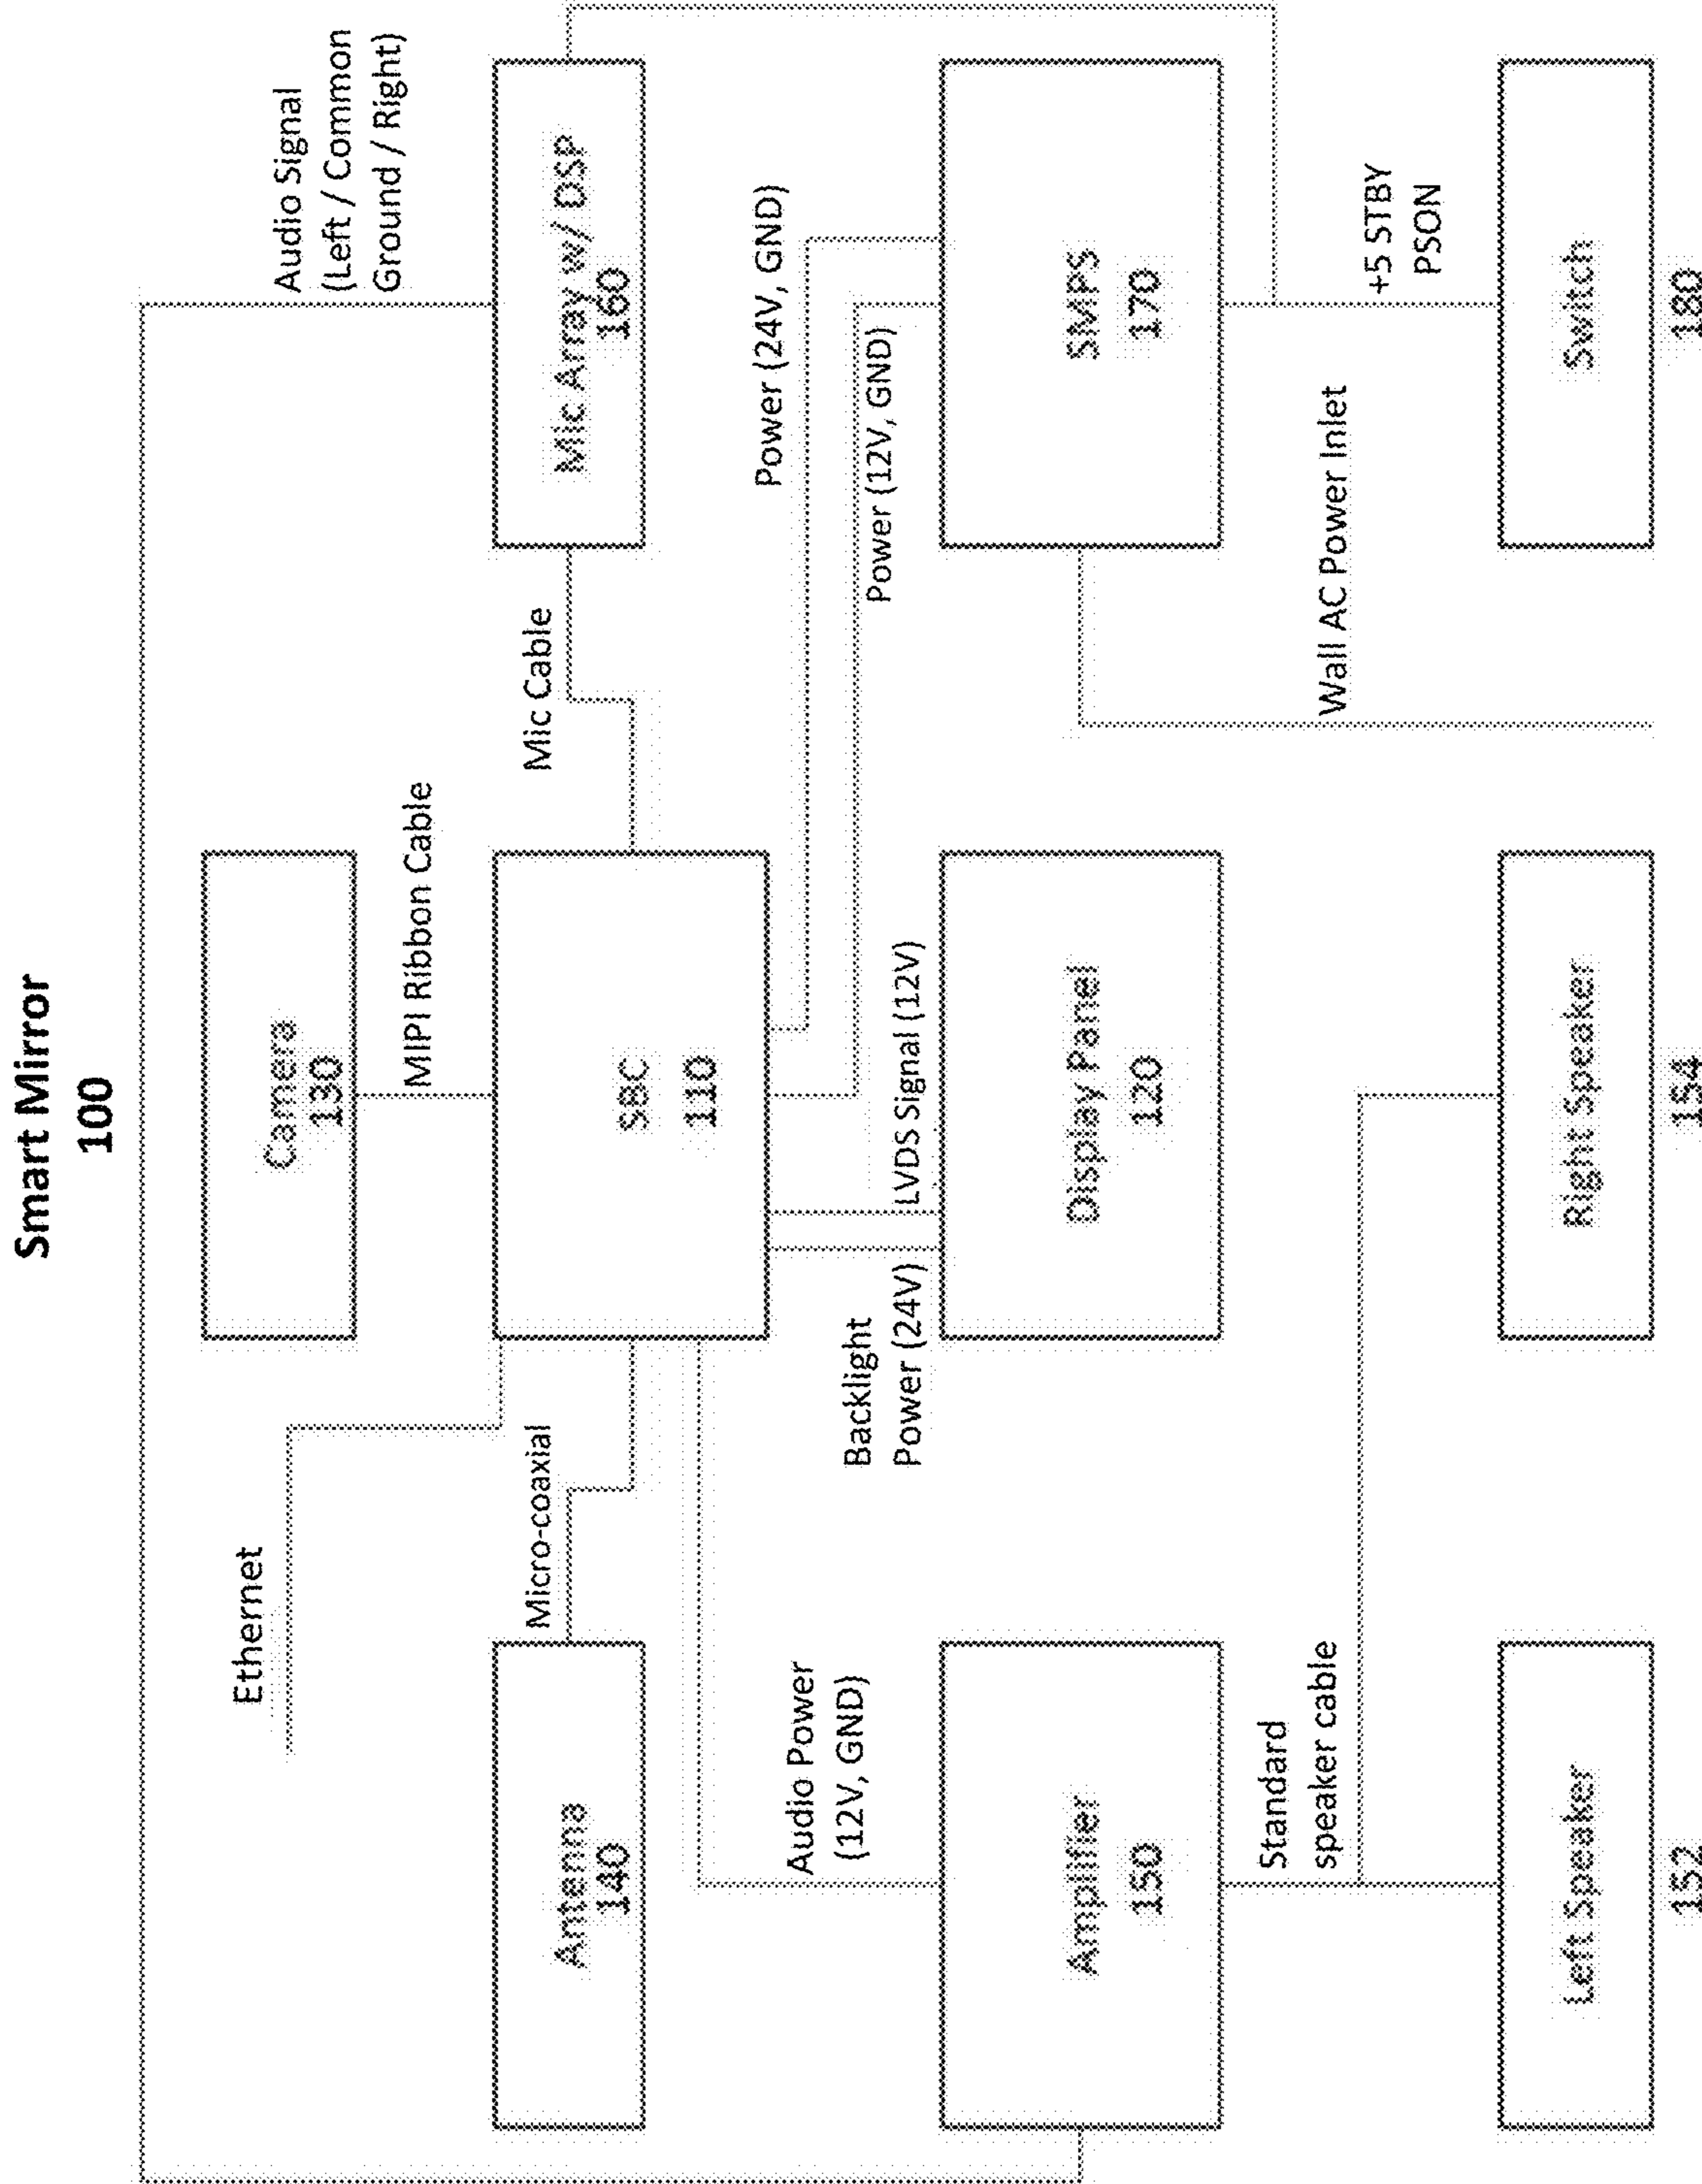 Smart Mirror
100
Ethernet
Camera
130
MIPI Ribbon Cable
Audio Signal
(Left / Common
Ground / Right)
Antenna
140
Micro-coaxial
SBC
110
Mic Cable
Mic Array w/ DSP
160
Audio Power
(12V, GND)
Backlight
Power (24V)
LVDS Signal (12V)
Power (24V, GND)
Power (12V, GND)
Amplifier
150
Display Panel
120
SMPS
170
Standard
speaker cable
Wall AC Power Inlet
+5 STBY
PSON
Left Speaker
152
Right Speaker
154
Switch
180